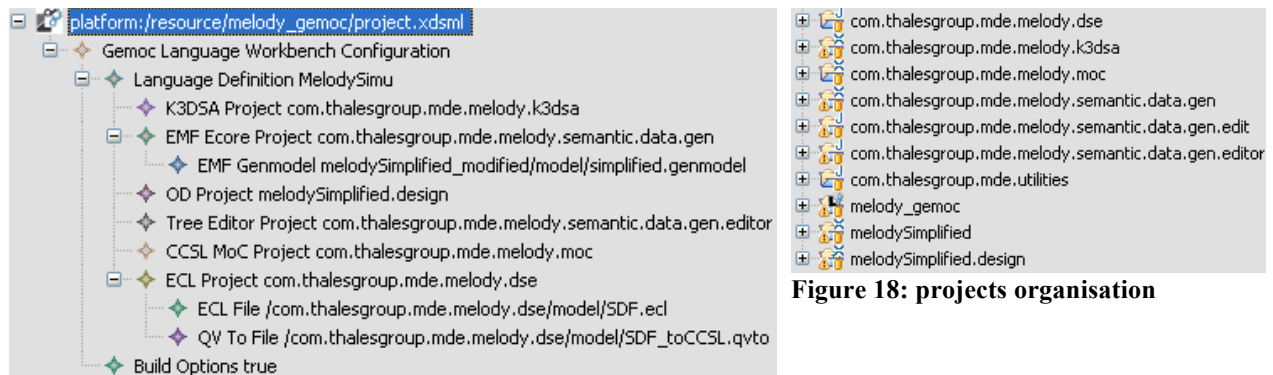 platform:/resource/melody_gemoc/project.xdsml
Gemoc Language Workbench Configuration
Language Definition MelodySimu
K3DSA Project com.thalesgroup.mde.melody.k3dsa
EMF Ecore Project com.thalesgroup.mde.melody.semantic.data.gen
EMF Genmodel melodySimplified_modified/model/simplified.genmodel
OD Project melodySimplified.design
Tree Editor Project com.thalesgroup.mde.melody.semantic.data.gen.editor
CCSL MoC Project com.thalesgroup.mde.melody.moc
ECL Project com.thalesgroup.mde.melody.dse
ECL File /com.thalesgroup.mde.melody.dse/model/SDF.ecl
QV To File /com.thalesgroup.mde.melody.dse/model/SDF_toCCSL.qvto
Build Options true
com.thalesgroup.mde.melody.dse
com.thalesgroup.mde.melody.k3dsa
com.thalesgroup.mde.melody.moc
com.thalesgroup.mde.melody.semantic.data.gen
com.thalesgroup.mde.melody.semantic.data.gen.edit
com.thalesgroup.mde.melody.semantic.data.gen.editor
com.thalesgroup.mde.utilities
melody_gemoc
melodySimplified
melodySimplified.design
Figure 18: projects organisation